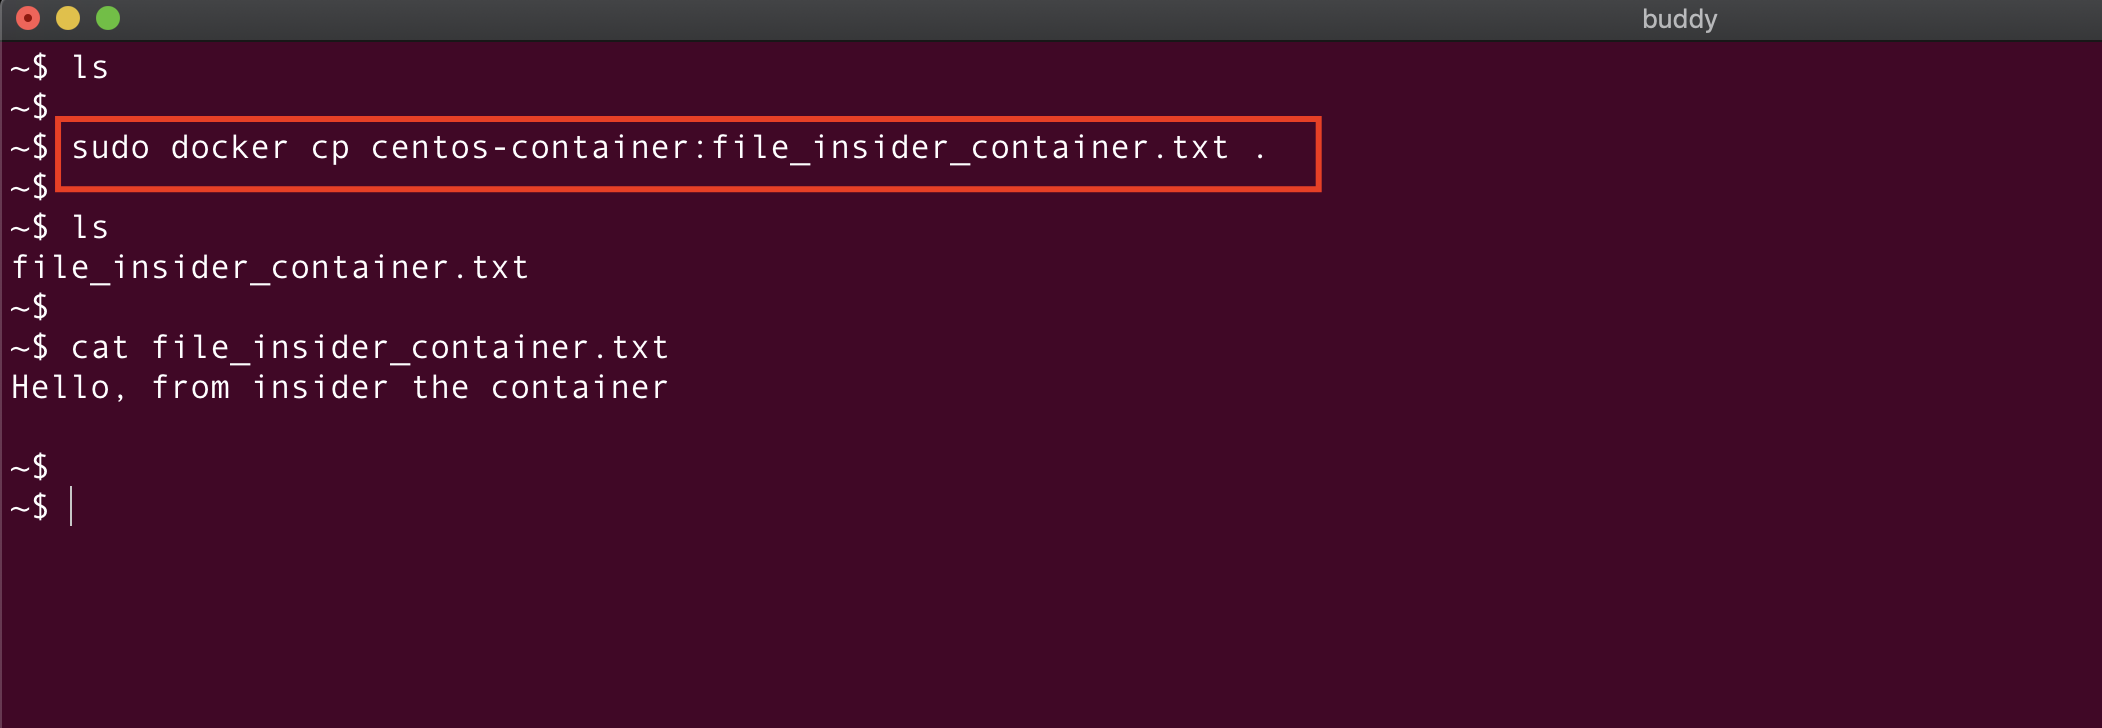 buddy
~$ ls
~$
~$ sudo docker cp centos-container:file_insider_container.txt .
~$
~$ ls
file_insider_container.txt
~$
~$ cat file_insider_container.txt
Hello, from insider the container
~$
~$